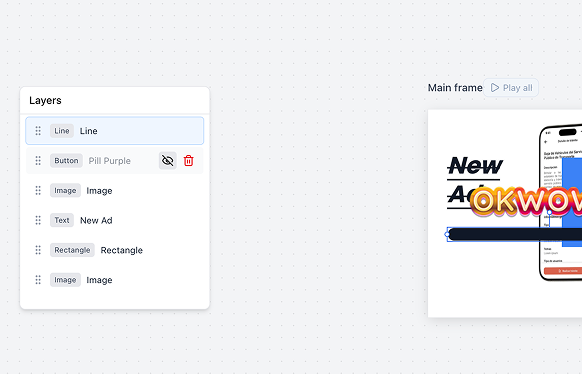 Layers
Line Line
Button Pill Purple
Image Image
Text New Ad
Rectangle Rectangle
Image Image
Main frame Play all
New
Ad
OKWOW